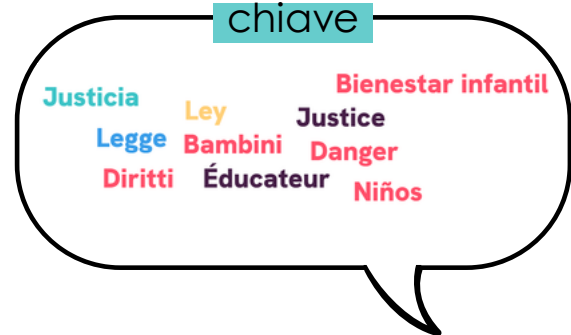 chiave
Bienestar infantil
Justicia
Ley
Justice
Legge
Bambini
Danger
Diritti
Éducateur
Niños